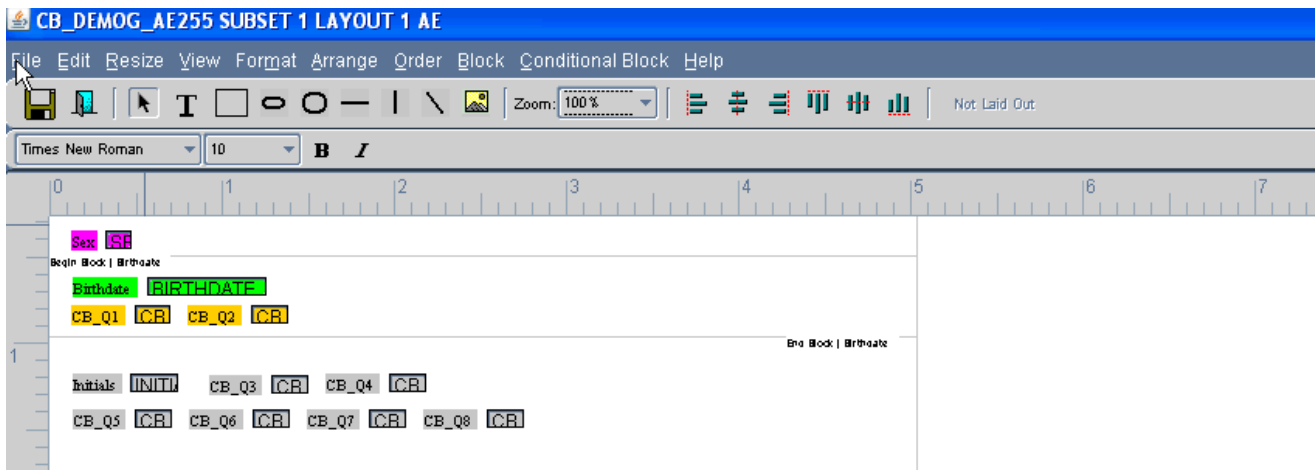 CB_DEMOG_AE255 SUBSET 1 LAYOUT 1 AE
File Edit Resize View Format Arrange Order Block Conditional Block Help
T Zoom: 100% Not Laid Out
Times New Roman 10 B I
0 1 2 3 4 5 6 7
Sex SE
Begin Block | Birthdate
Birthdate BIRTHDATE
CB_Q1 CB CB_Q2 CB
End Block | Birthdate
1
Initials INITI CB_Q3 CB CB_Q4 CB
CB_Q5 CB CB_Q6 CB CB_Q7 CB CB_Q8 CB